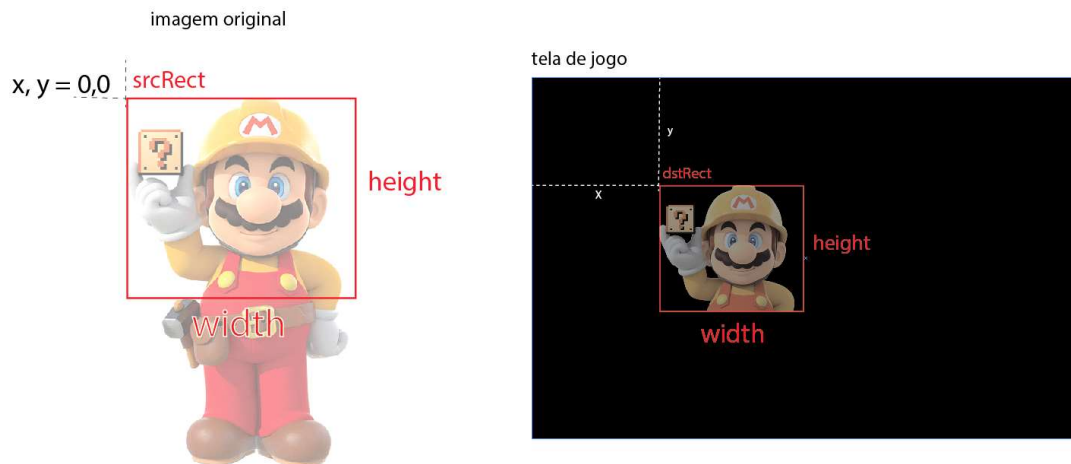 imagem original
x, y = 0,0
srcRect
M
?
height
width
tela de jogo
y
x
dstRect
M
?
height
width